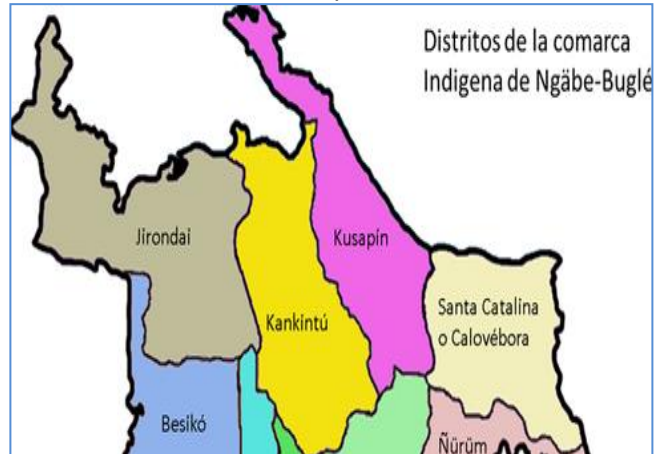 Distritos de la comarca
Indigena de Ngäbe-Buglé
Jirondai
Kusapín
Kankintú
Santa Catalina
o Calovébora
Besikó
Ñürüm